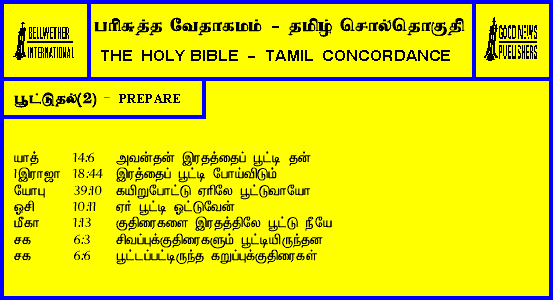 BELLWETHER
INTERNATIONAL
பரிசுத்த வேதாகமம் - தமிழ் சொல்தொகுதி
THE HOLY BIBLE - TAMIL CONCORDANCE
GOOD NEWS
PUBLISHERS
பூட்டுதல்(2) - PREPARE
யாத் 14:6 அவன்தன் இரதத்தைப் பூட்டி தன்
1இராஜா 18:44 இரத்தைப் பூட்டி போய்விடும்
யோபு 39:10 கயிறுபோட்டு ஏரிலே பூட்டுவாயோ
ஓசி 10:11 ஏர் பூட்டி ஓட்டுவேன்
மீகா 1:13 குதிரைகளை இரதத்திலே பூட்டு நீயே
சக 6:3 சிவப்புக்குதிரைகளும் பூட்டியிருந்தன
சக 6:6 பூட்டப்பட்டிருந்த கறுப்புக்குதிரைகள்